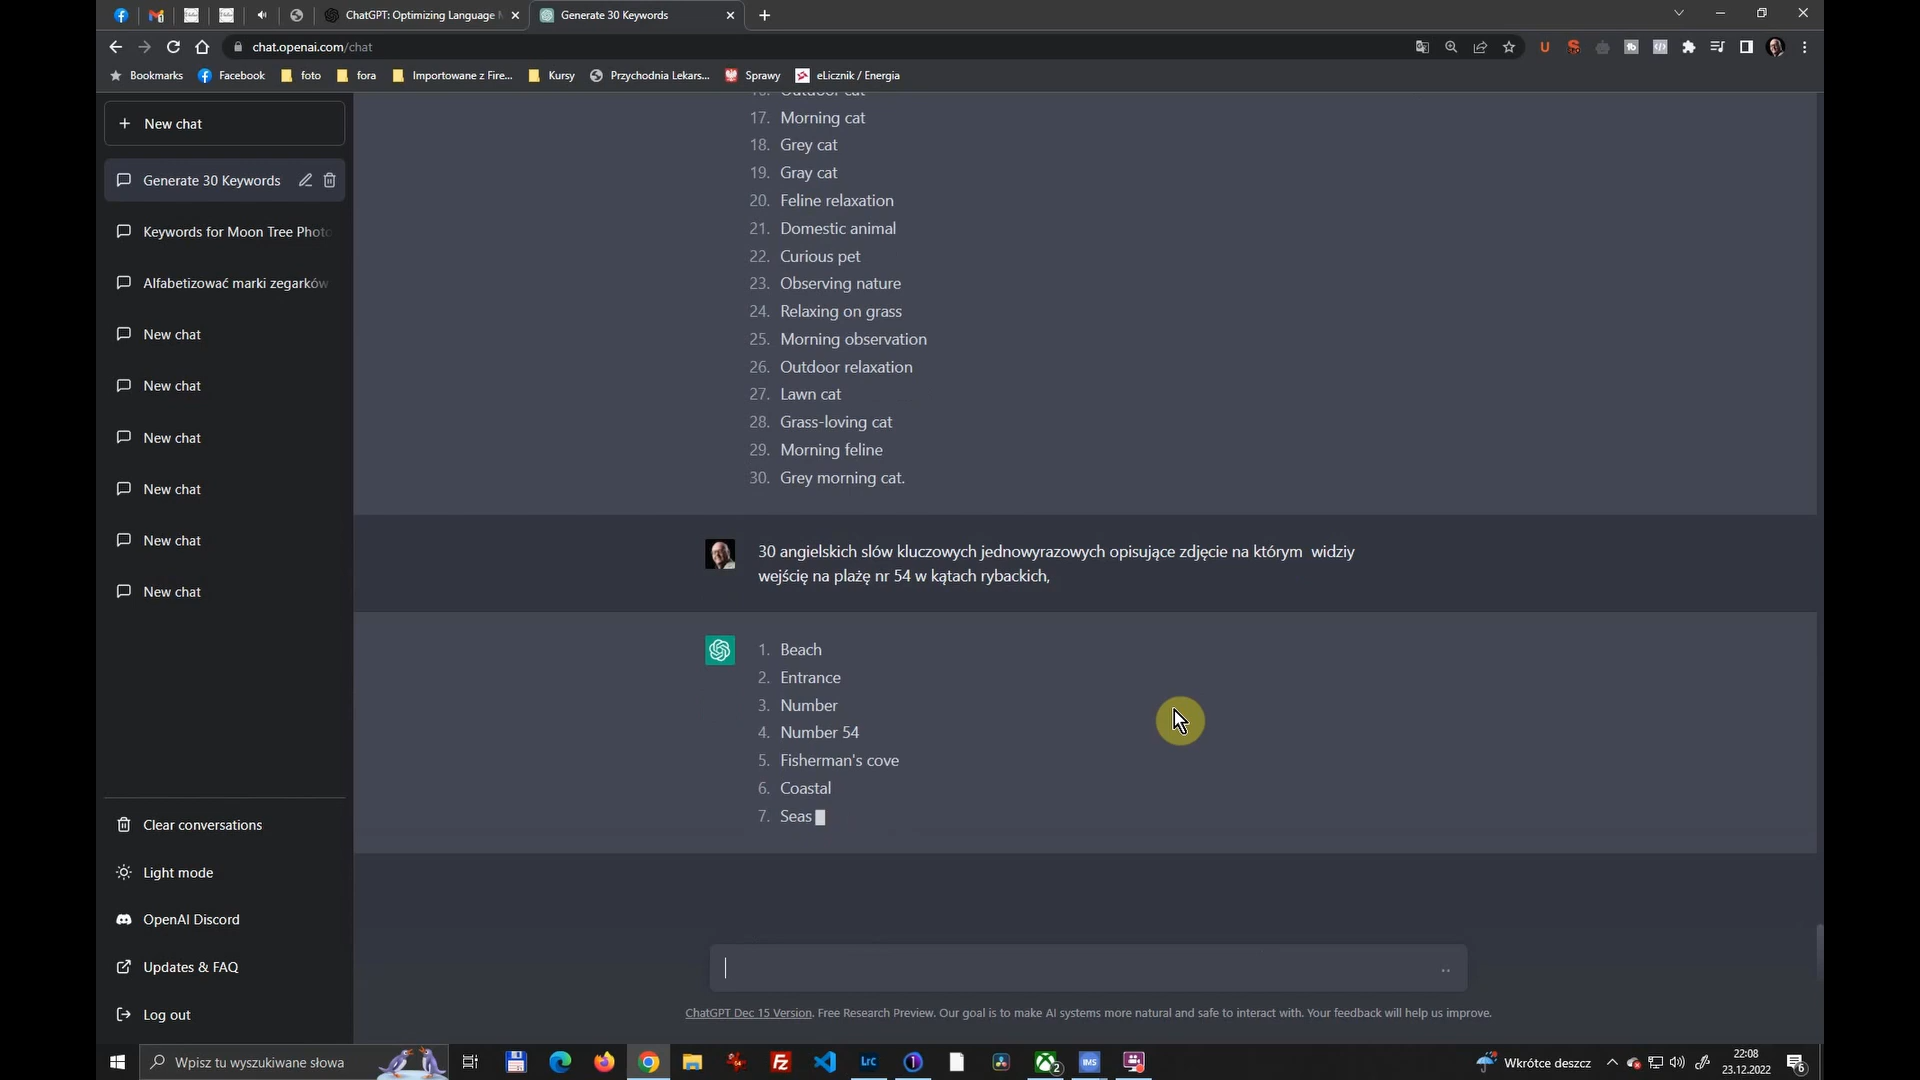 ChatGPT: Optimizing Language
Generate 30 Keywords
chat.openai.com/chat
Bookmarks
Facebook
foto
fora
Importowane z Fire...
Kursy
Przychodnia Lekars...
Sprawy
eLicznik / Energia
New chat
Generate 30 Keywords
Keywords for Moon Tree Photo
Alfabetizować marki zegarków
New chat
New chat
New chat
New chat
New chat
New chat
Clear conversations
Light mode
OpenAI Discord
Updates & FAQ
Log out
16. Outdoor cat
17. Morning cat
18. Grey cat
19. Gray cat
20. Feline relaxation
21. Domestic animal
22. Curious pet
23. Observing nature
24. Relaxing on grass
25. Morning observation
26. Outdoor relaxation
27. Lawn cat
28. Grass-loving cat
29. Morning feline
30. Grey morning cat.
30 angielskich słów kluczowych jednowyrazowych opisujące zdjęcie na którym widziy
wejście na plażę nr 54 w kątach rybackich,
1. Beach
2. Entrance
3. Number
4. Number 54
5. Fisherman's cove
6. Coastal
7. Seas
ChatGPT Dec 15 Version. Free Research Preview. Our goal is to make AI systems more natural and safe to interact with. Your feedback will help us improve.
Wpisz tu wyszukiwane słowa
Lrc
IMS
2
Wkrótce deszcz
22:08
23.12.2022
6